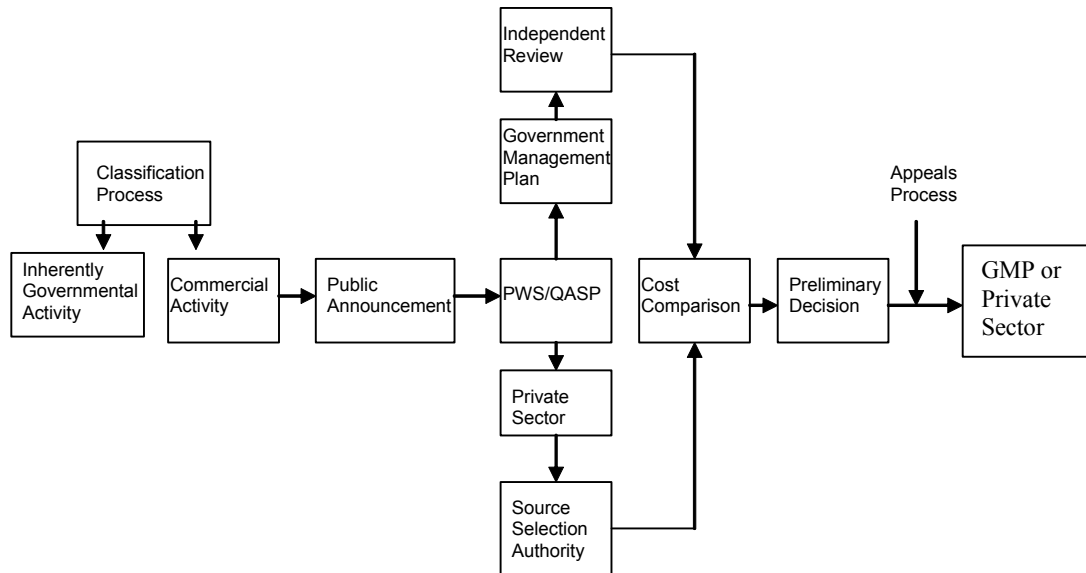 Independent
Review
Government
Management
Plan
Classification
Process
Appeals
Process
Inherently
Governmental
Activity
Commercial
Activity
Public
Announcement
PWS/QASP
Cost
Comparison
Preliminary
Decision
GMP or
Private
Sector
Private
Sector
Source
Selection
Authority